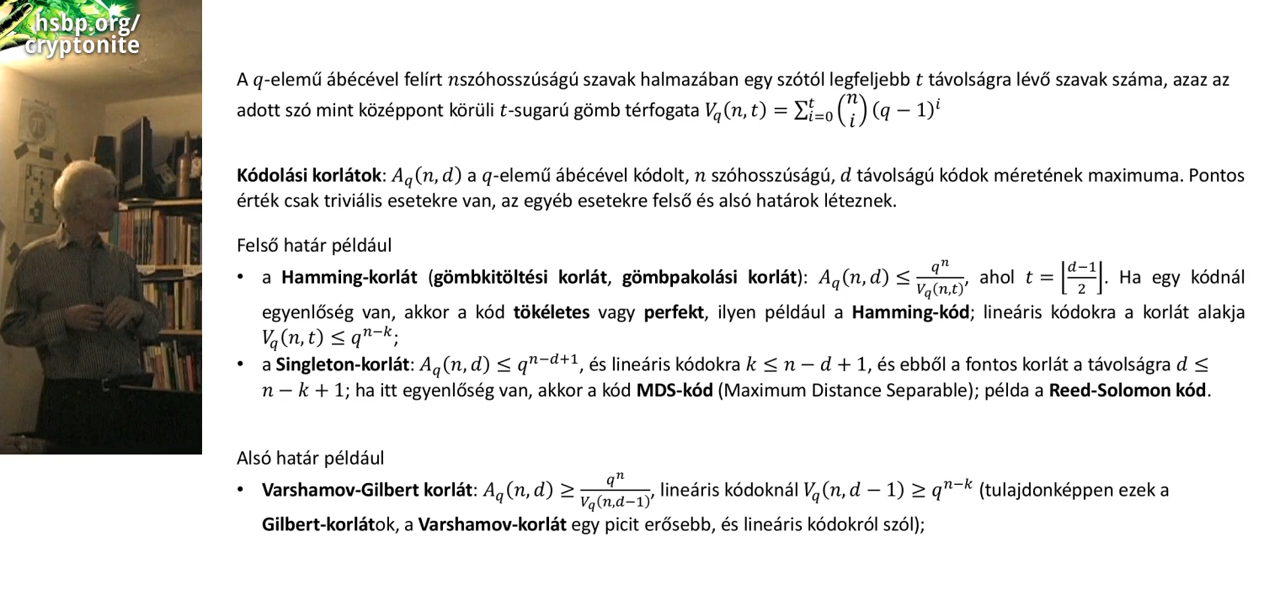 hsbp.org/
cryptonite
A q-elemű ábécével felírt nszóhosszúságú szavak halmazában egy szótól legfeljebb t távolságra lévő szavak száma, azaz az
adott szó mint középpont körüli t-sugarú gömb térfogata V_q(n, t) = ∑_{i=0}^{t} \binom{n}{i} (q − 1)^i
Kódolási korlátok: A_q(n, d) a q-elemű ábécével kódolt, n szóhosszúságú, d távolságú kódok méretének maximuma. Pontos
érték csak triviális esetekre van, az egyéb esetekre felső és alsó határok léteznek.
Felső határ például
• a Hamming-korlát (gömbkitöltési korlát, gömbpakolási korlát): A_q(n, d) ≤ \frac{q^n}{V_q(n,t)}, ahol t = ⌊\frac{d−1}{2}⌋. Ha egy kódnál
egyenlőség van, akkor a kód tökéletes vagy perfekt, ilyen például a Hamming-kód; lineáris kódokra a korlát alakja
V_q(n, t) ≤ q^{n−k};
• a Singleton-korlát: A_q(n, d) ≤ q^{n−d+1}, és lineáris kódokra k ≤ n − d + 1, és ebből a fontos korlát a távolságra d ≤
n − k + 1; ha itt egyenlőség van, akkor a kód MDS-kód (Maximum Distance Separable); példa a Reed-Solomon kód.
Alsó határ például
• Varshamov-Gilbert korlát: A_q(n, d) ≥ \frac{q^n}{V_q(n,d−1)}, lineáris kódoknál V_q(n, d − 1) ≥ q^{n−k} (tulajdonképpen ezek a
Gilbert-korlátok, a Varshamov-korlát egy picit erősebb, és lineáris kódokról szól);